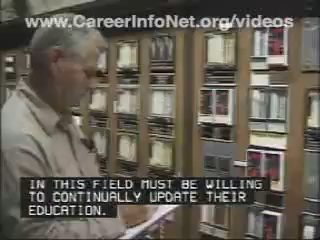 www.CareerInfoNet.org/videos
IN THIS FIELD MUST BE WILLING
TO CONTINUALLY UPDATE THEIR
EDUCATION.